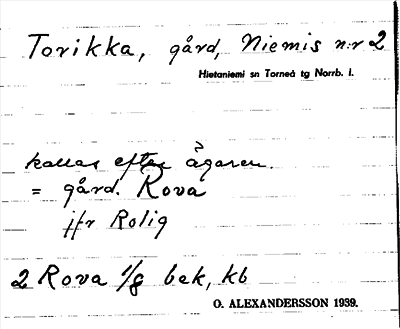 Torikka, gård, Niemis n:r 2
Hietaniemi sn Torneå tg Norrb. l.
kallas efter ägaren.
= gård. Rova
jfr Rolig
2 Rova 1/8 bek, kb
O. ALEXANDERSSON 1939.